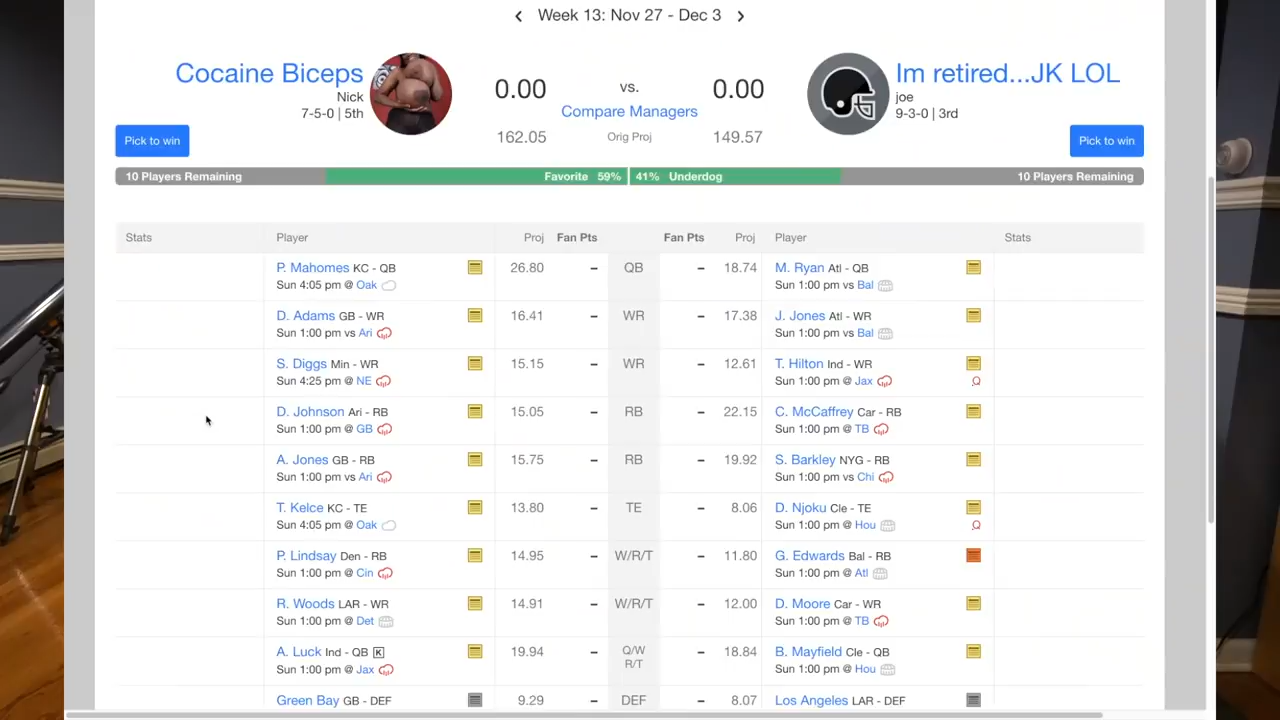 Week 13: Nov 27 - Dec 3
Cocaine Biceps
Nick
7-5-0 | 5th
0.00
vs.
0.00
Im retired...JK LOL
joe
9-3-0 | 3rd
Compare Managers
162.05
Orig Proj
149.57
Pick to win
Pick to win
10 Players Remaining
Favorite 59%
41% Underdog
10 Players Remaining
Stats Player Proj Fan Pts Fan Pts Proj Player Stats
P. Mahomes KC - QB 26.80 – QB – 18.74 M. Ryan Atl - QB
Sun 4:05 pm @ Oak Sun 1:00 pm vs Bal
D. Adams GB - WR 16.41 – WR – 17.38 J. Jones Atl - WR
Sun 1:00 pm vs Ari Sun 1:00 pm vs Bal
S. Diggs Min - WR 15.15 – WR – 12.61 T. Hilton Ind - WR
Sun 4:25 pm @ NE Sun 1:00 pm @ Jax Q
D. Johnson Ari - RB 15.05 – RB – 22.15 C. McCaffrey Car - RB
Sun 1:00 pm @ GB Sun 1:00 pm @ TB
A. Jones GB - RB 15.75 – RB – 19.92 S. Barkley NYG - RB
Sun 1:00 pm vs Ari Sun 1:00 pm vs Chi
T. Kelce KC - TE 13.80 – TE – 8.06 D. Njoku Cle - TE
Sun 4:05 pm @ Oak Sun 1:00 pm @ Hou Q
P. Lindsay Den - RB 14.95 – W/R/T – 11.80 G. Edwards Bal - RB
Sun 1:00 pm @ Cin Sun 1:00 pm @ Atl
R. Woods LAR - WR 14.91 – W/R/T – 12.00 D. Moore Car - WR
Sun 1:00 pm @ Det Sun 1:00 pm @ TB
A. Luck Ind - QB K 19.94 – Q/W R/T – 18.84 B. Mayfield Cle - QB
Sun 1:00 pm @ Jax Sun 1:00 pm @ Hou
Green Bay GB - DEF 9.29 – DEF – 8.07 Los Angeles LAR - DEF